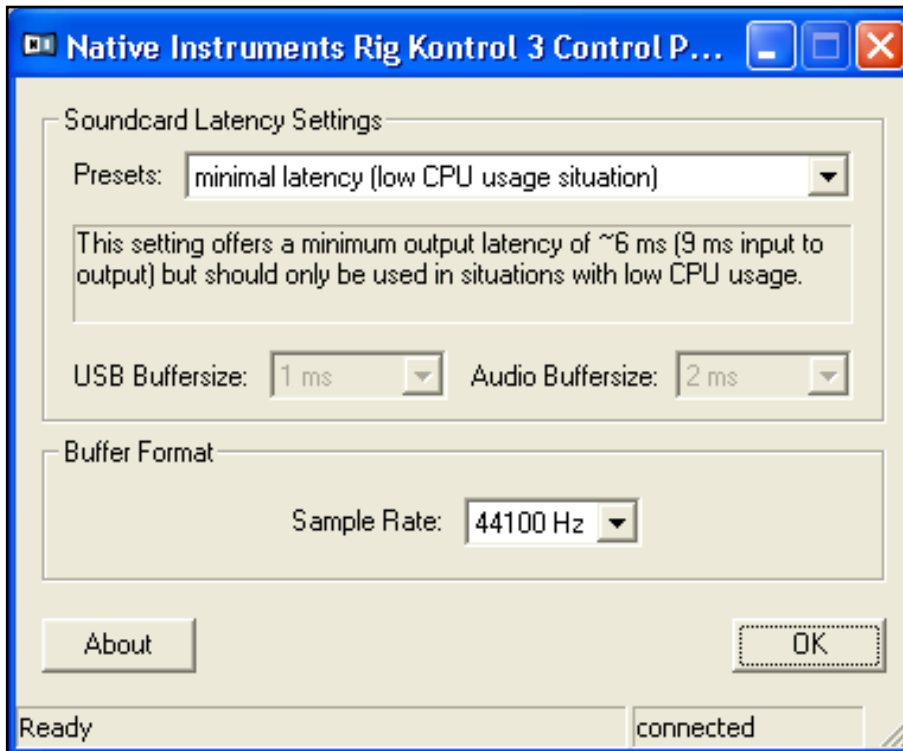 Native Instruments Rig Kontrol 3 Control P...
Soundcard Latency Settings
Presets: minimal latency (low CPU usage situation)
This setting offers a minimum output latency of ~6 ms (9 ms input to
output) but should only be used in situations with low CPU usage.
USB Buffersize: 1 ms Audio Buffersize: 2 ms
Buffer Format
Sample Rate: 44100 Hz
About OK
Ready connected